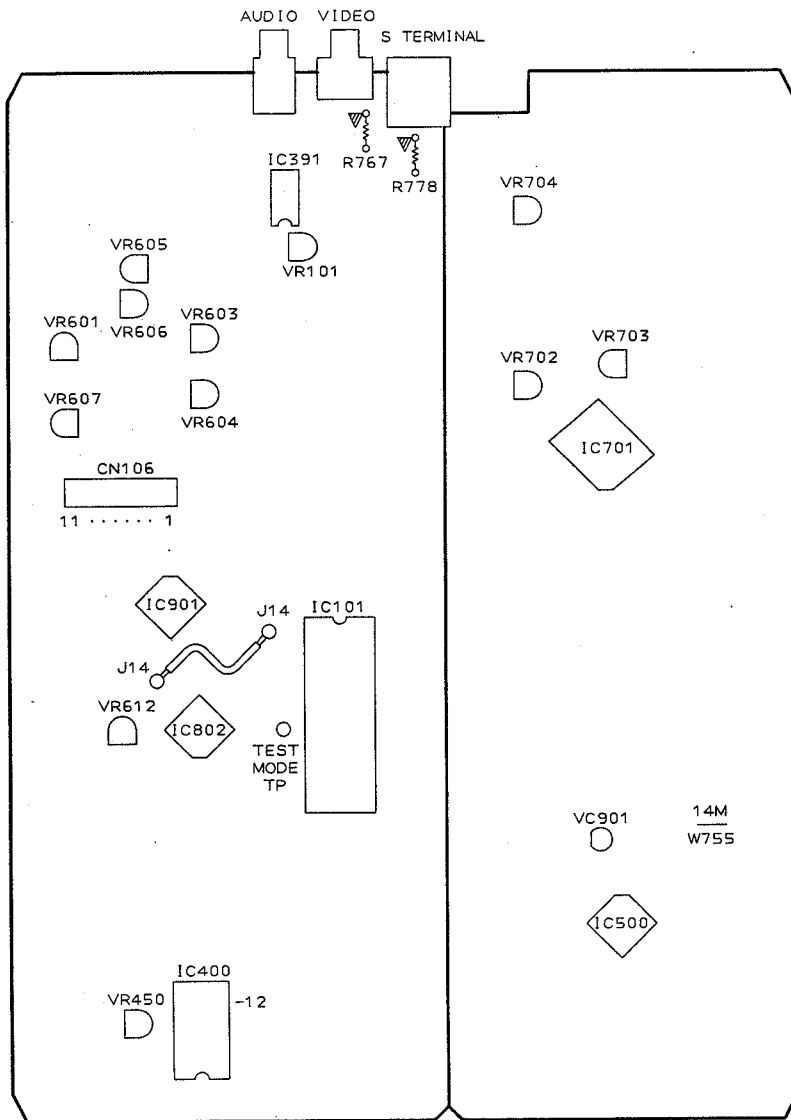 AUDIO VIDEO
S TERMINAL
R767
IC391
R778
VR704
VR605
VR101
VR606
VR603
VR601
VR703
VR702
VR607
VR604
IC701
CN106
11 ...... 1
IC901
J14
IC101
J14
VR612
IC802
TEST
MODE
TP
14M
VC901
W755
IC500
IC400
VR450
-12